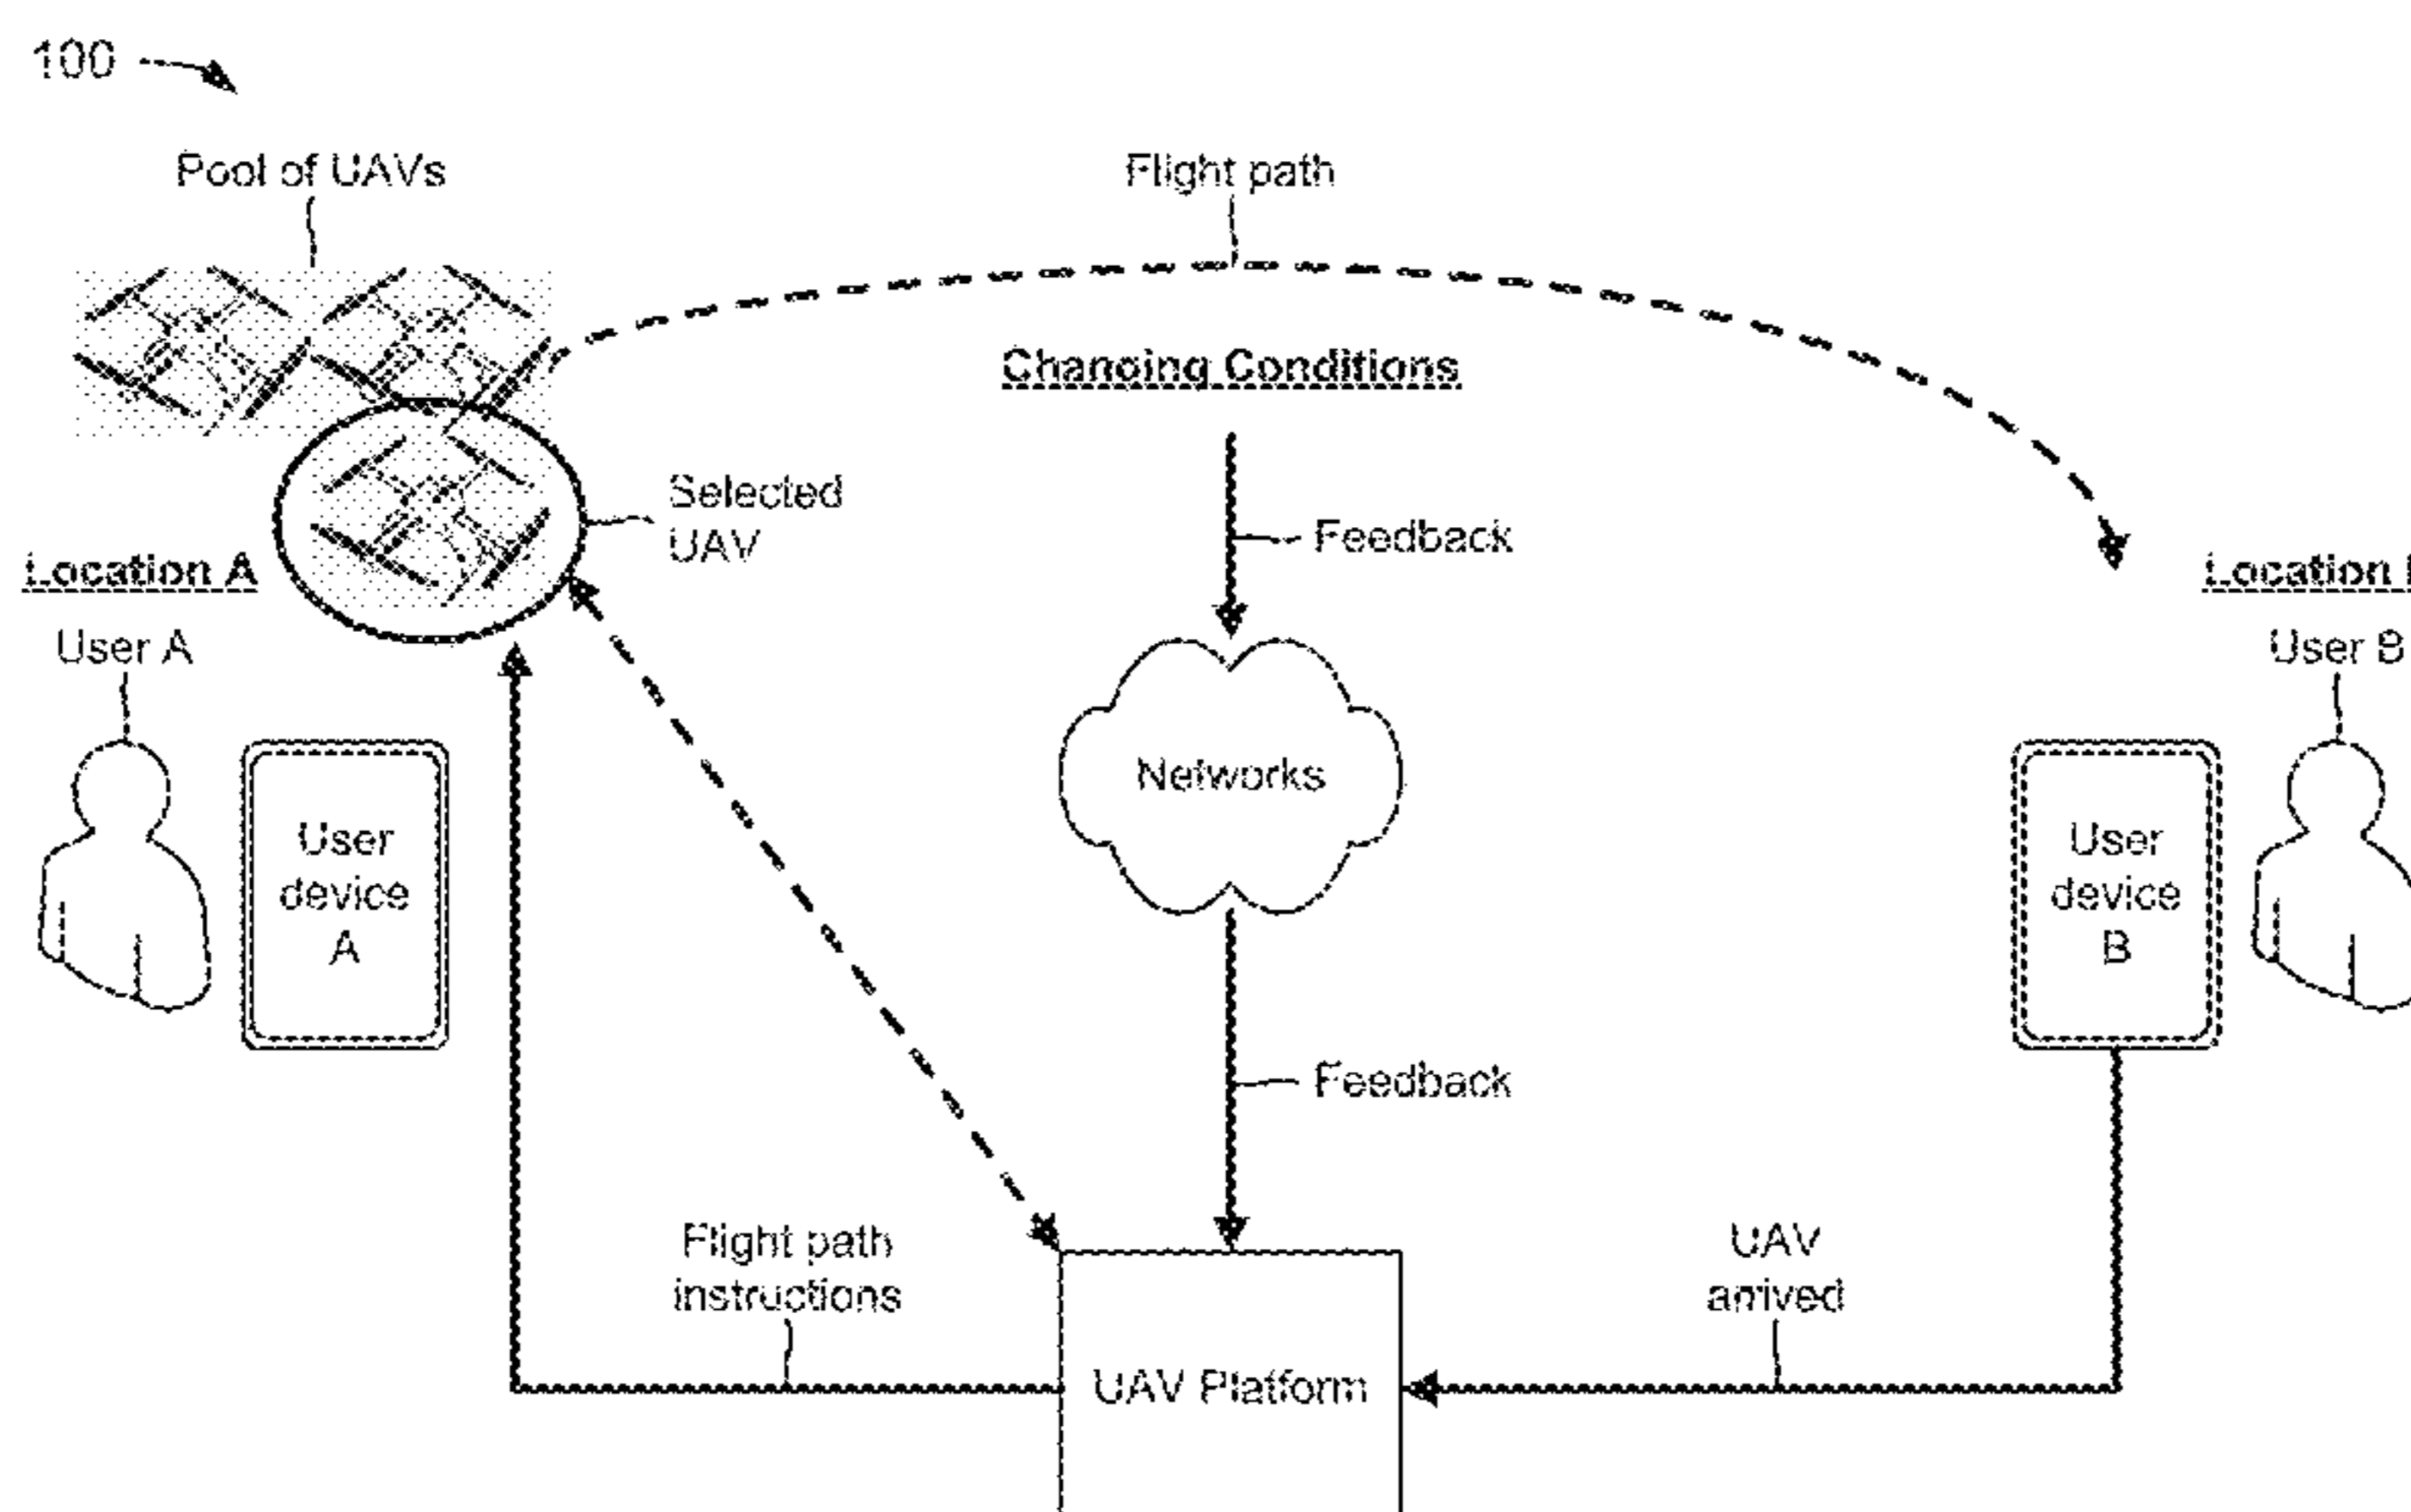 100
Pool of UAVs
Flight path
Changing Conditions
Selected
UAV
Feedback
Location A
Location
User A
User B
Networks
User
device
A
User
device
B
Feedback
Flight path
instructions
UAV
arrived
UAV Platform